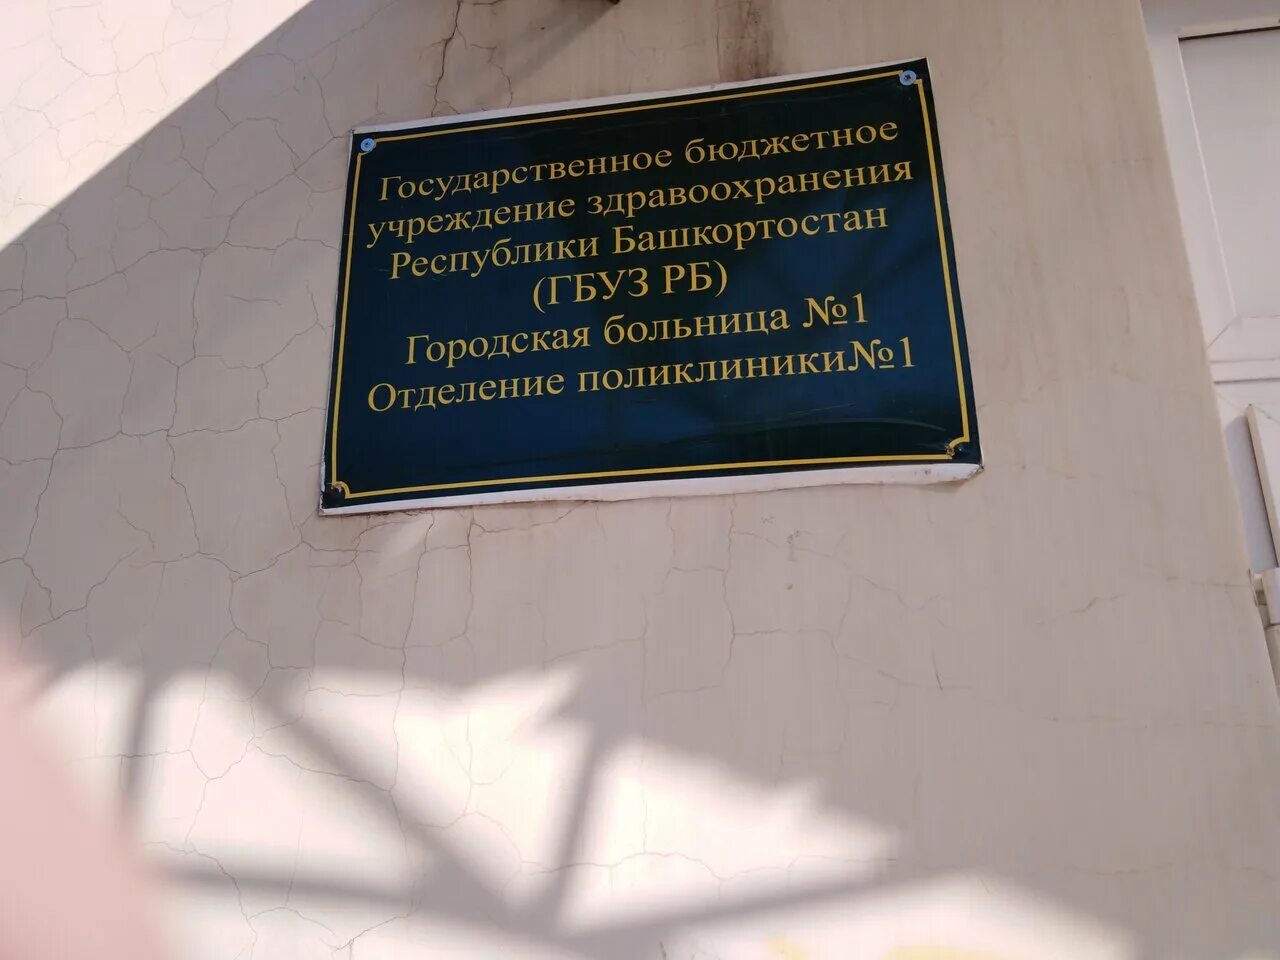 Государственное бюджетное
учреждение здравоохранения
Республики Башкортостан
(ГБУЗ РБ)
Городская больница №1
Отделение поликлиники№1